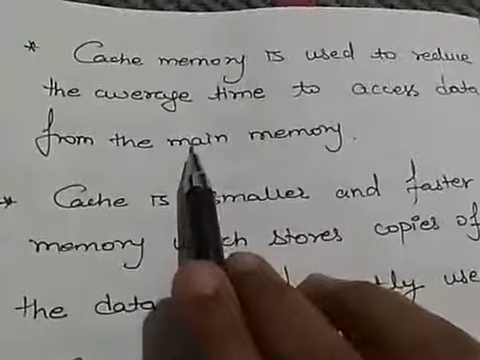 * Cache memory is used to reduce
the average time to access data
from the main memory.
* Cache is smaller and faster
memory which stores copies of
the data